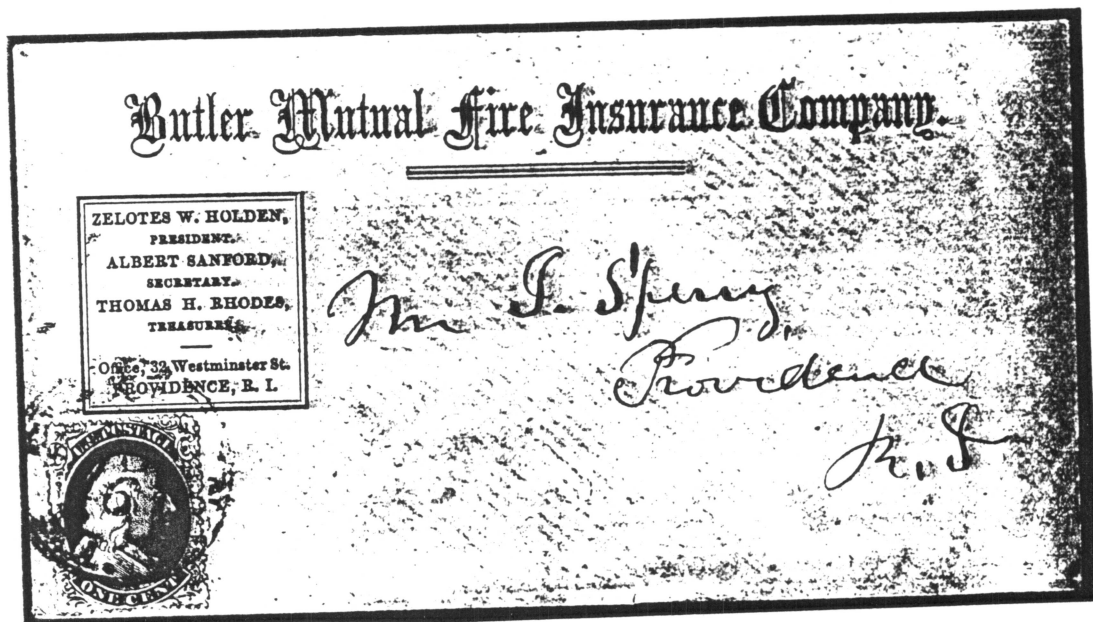 Butler Mutual Fire Insurance Company.
ZELOTES W. HOLDEN,
PRESIDENT.
ALBERT SANFORD,
SECRETARY.
THOMAS H. RHODES,
TREASURER.
Office, 32 Westminster St.
PROVIDENCE, R. I.
Mr I. Sperry,
Providence
R. I
U.S. POSTAGE
ONE CENT